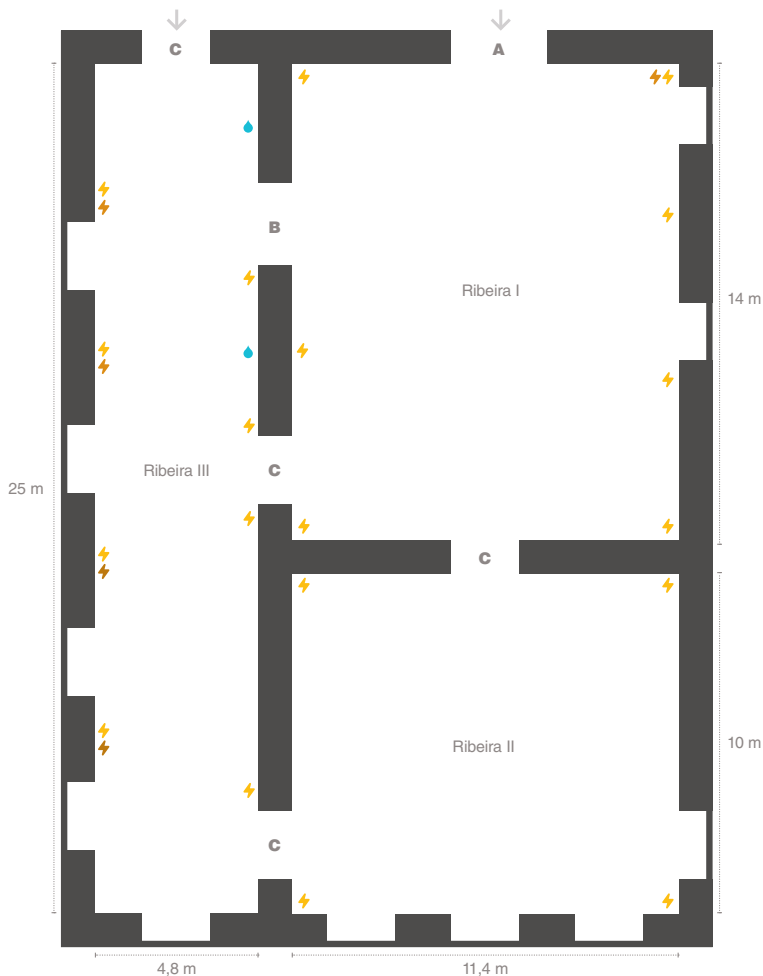 C
A
B
Ribeira I
14 m
Ribeira III
C
25 m
C
10 m
Ribeira II
C
4,8 m
11,4 m